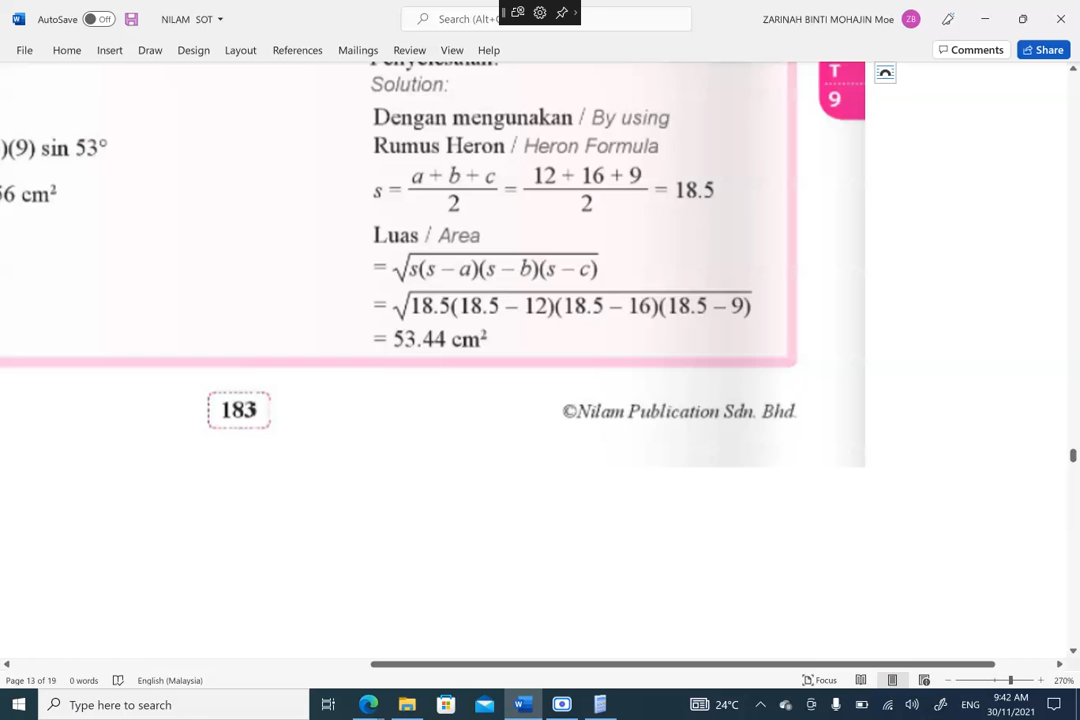 AutoSave Off NILAM SOT Search (Alt+ ZARINAH BINTI MOHAJIN Moe ZB
File Home Insert Draw Design Layout References Mailings Review View Help Comments Share
Penyelesaian:
Solution:
T
9
Dengan mengunakan / By using
Rumus Heron / Heron Formula
)(9) sin 53°
s = a + b + c / 2 = 12 + 16 + 9 / 2 = 18.5
56 cm²
Luas / Area
= √s(s – a)(s – b)(s – c)
= √18.5(18.5 – 12)(18.5 – 16)(18.5 – 9)
= 53.44 cm²
183
©Nilam Publication Sdn. Bhd.
Page 13 of 19 0 words English (Malaysia) Focus 270%
Type here to search 24°C ENG 9:42 AM
30/11/2021